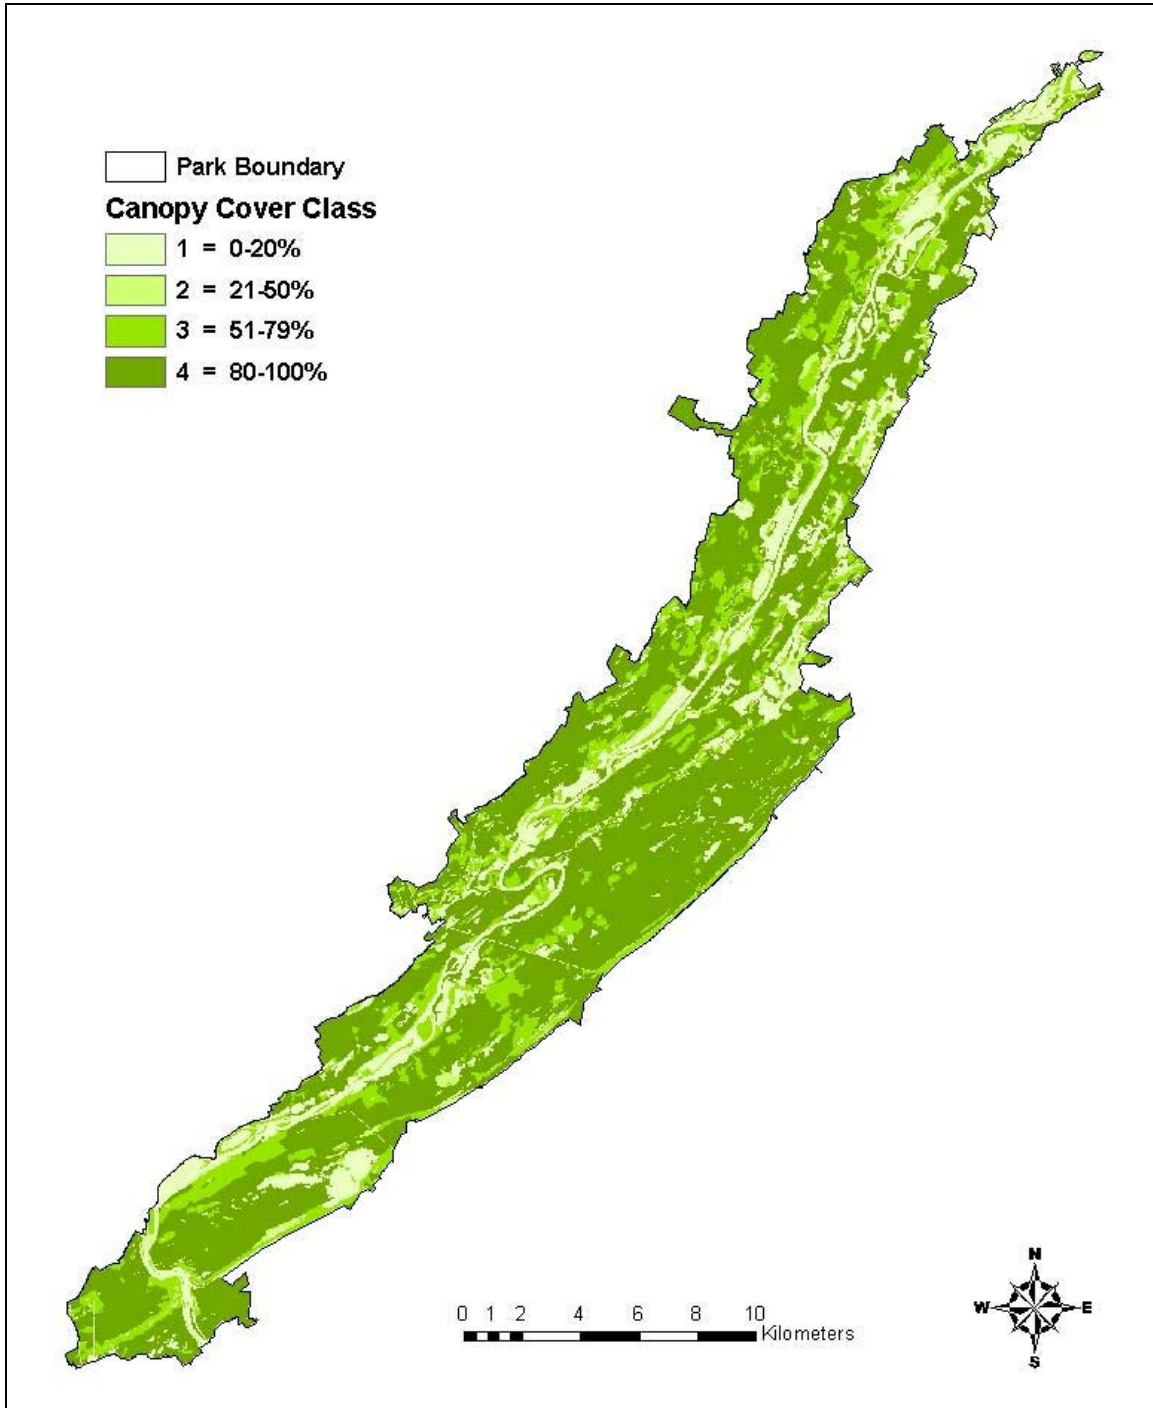 Park Boundary
Canopy Cover Class
1 = 0-20%
2 = 21-50%
3 = 51-79%
4 = 80-100%
N
W E
S
0 1 2 4 6 8 10
Kilometers